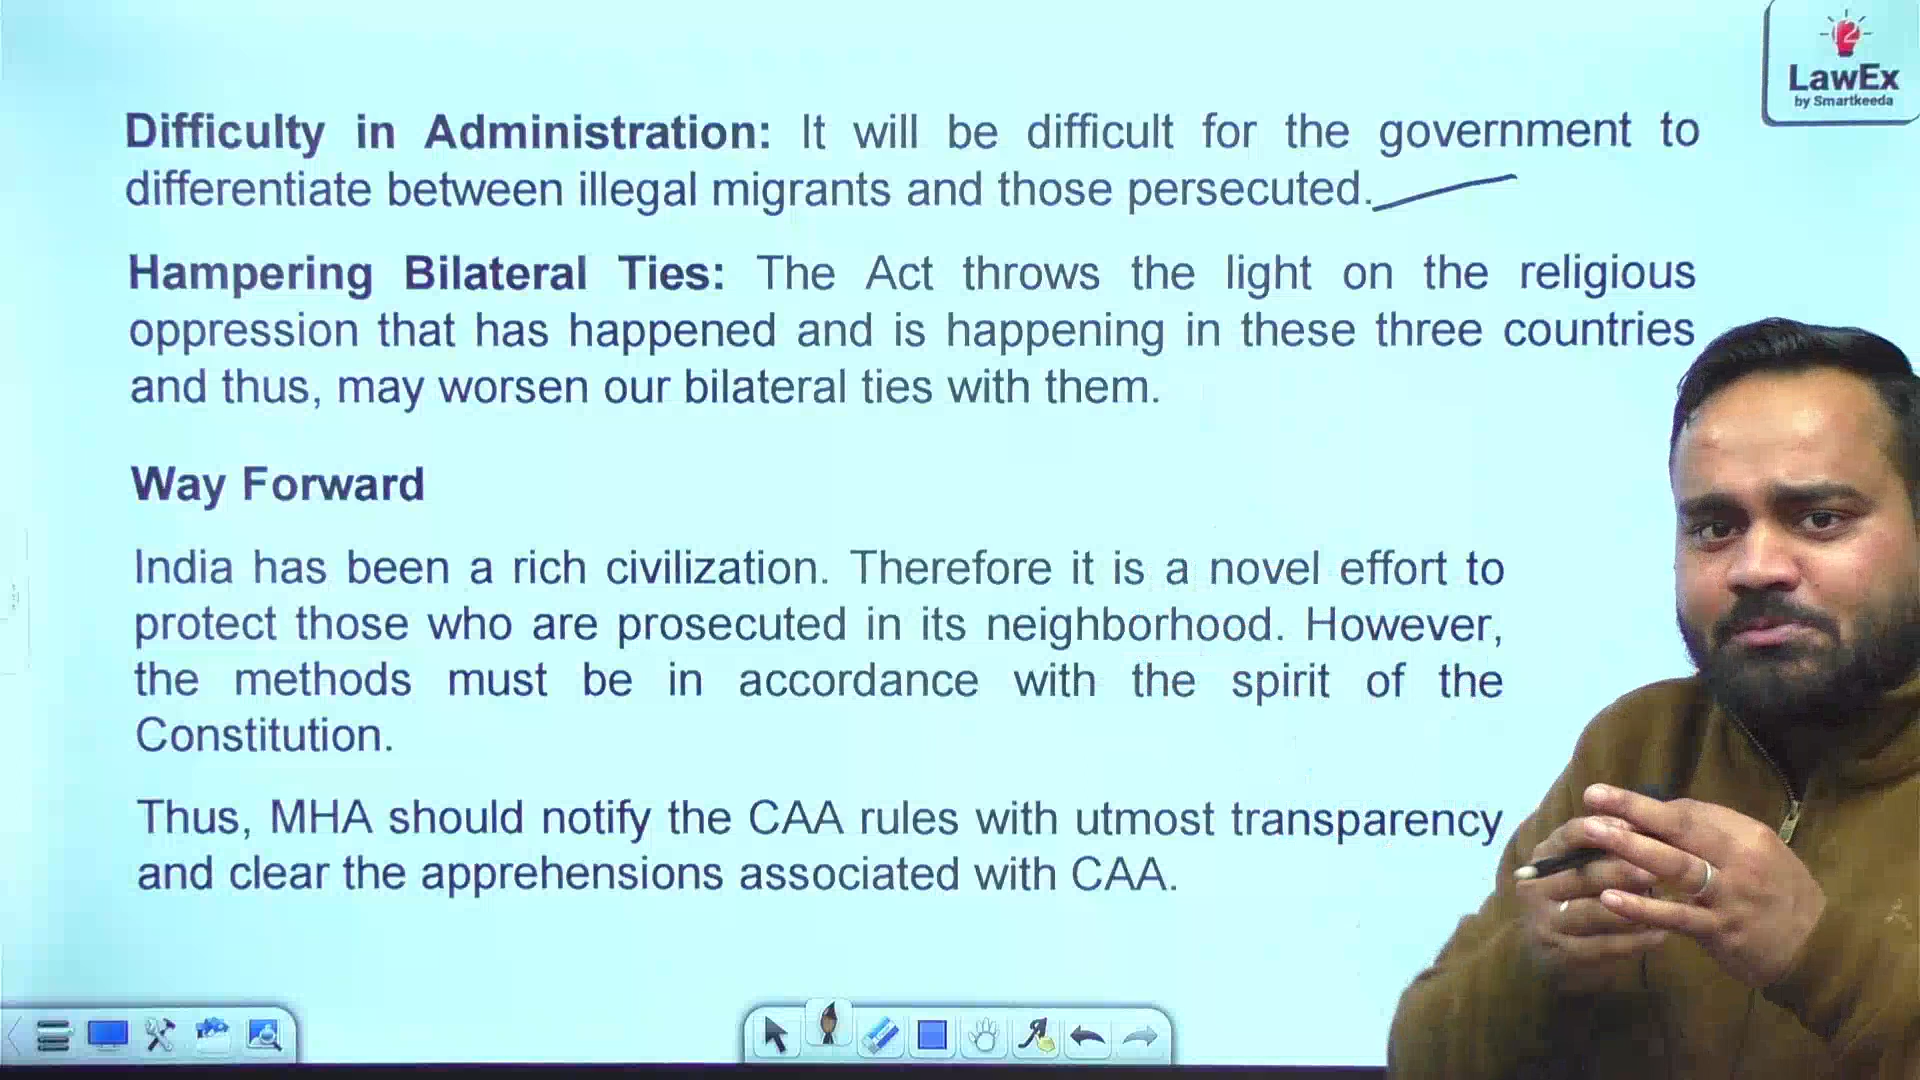 LawEx
by Smartkeeda
Difficulty in Administration: It will be difficult for the government to
differentiate between illegal migrants and those persecuted.
Hampering Bilateral Ties: The Act throws the light on the religious
oppression that has happened and is happening in these three countries
and thus, may worsen our bilateral ties with them.
Way Forward
India has been a rich civilization. Therefore it is a novel effort to
protect those who are prosecuted in its neighborhood. However,
the methods must be in accordance with the spirit of the
Constitution.
Thus, MHA should notify the CAA rules with utmost transparency
and clear the apprehensions associated with CAA.